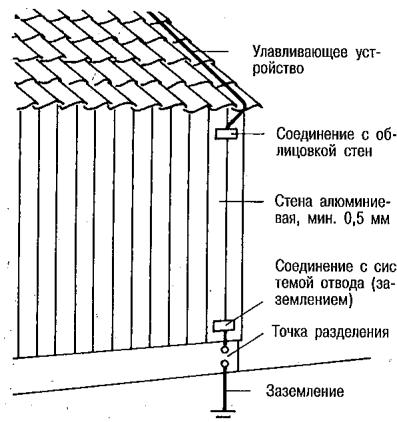 Улавливающее уст-
ройство
Соединение с об-
лицовкой стен
Стена алюминие-
вая, мин. 0,5 мм
Соединение с сис
темой отвода (за-
землением)
Точка разделения
Заземление